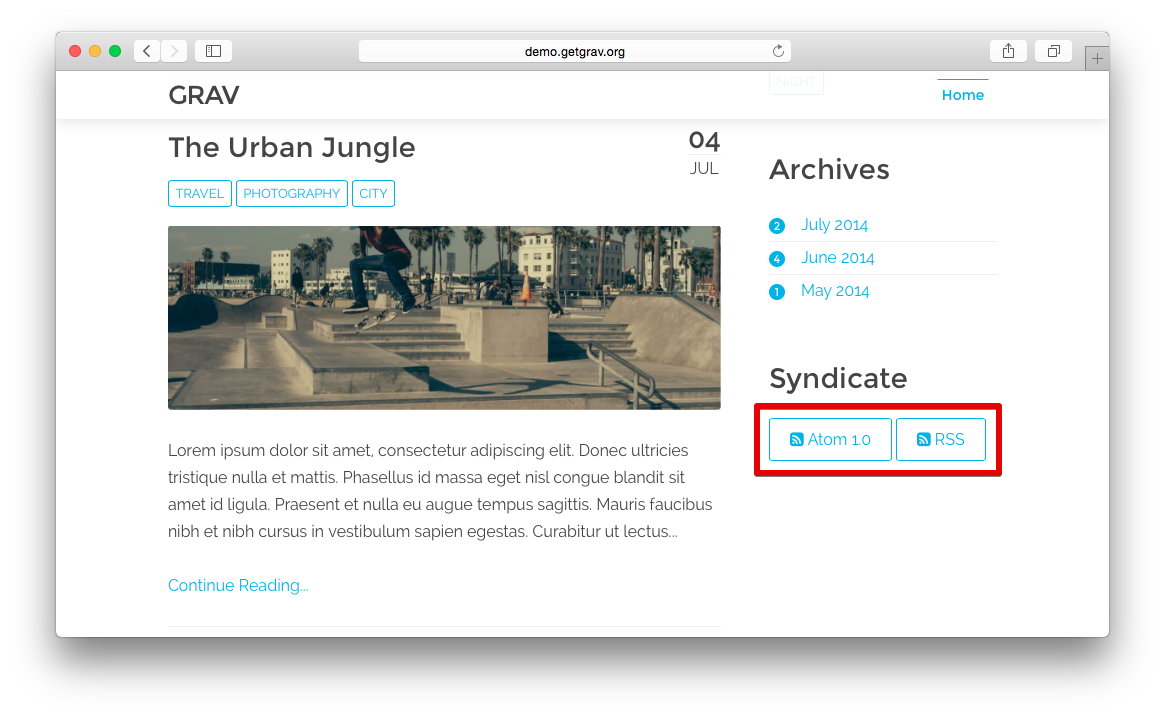 demo.getgrav.org
GRAV
NIGHT
Home
The Urban Jungle
04
JUL
TRAVEL PHOTOGRAPHY CITY
Lorem ipsum dolor sit amet, consectetur adipiscing elit. Donec ultricies
tristique nulla et mattis. Phasellus id massa eget nisl congue blandit sit
amet id ligula. Praesent et nulla eu augue tempus sagittis. Mauris faucibus
nibh et nibh cursus in vestibulum sapien egestas. Curabitur ut lectus...
Continue Reading...
Archives
2 July 2014
4 June 2014
1 May 2014
Syndicate
Atom 1.0 RSS